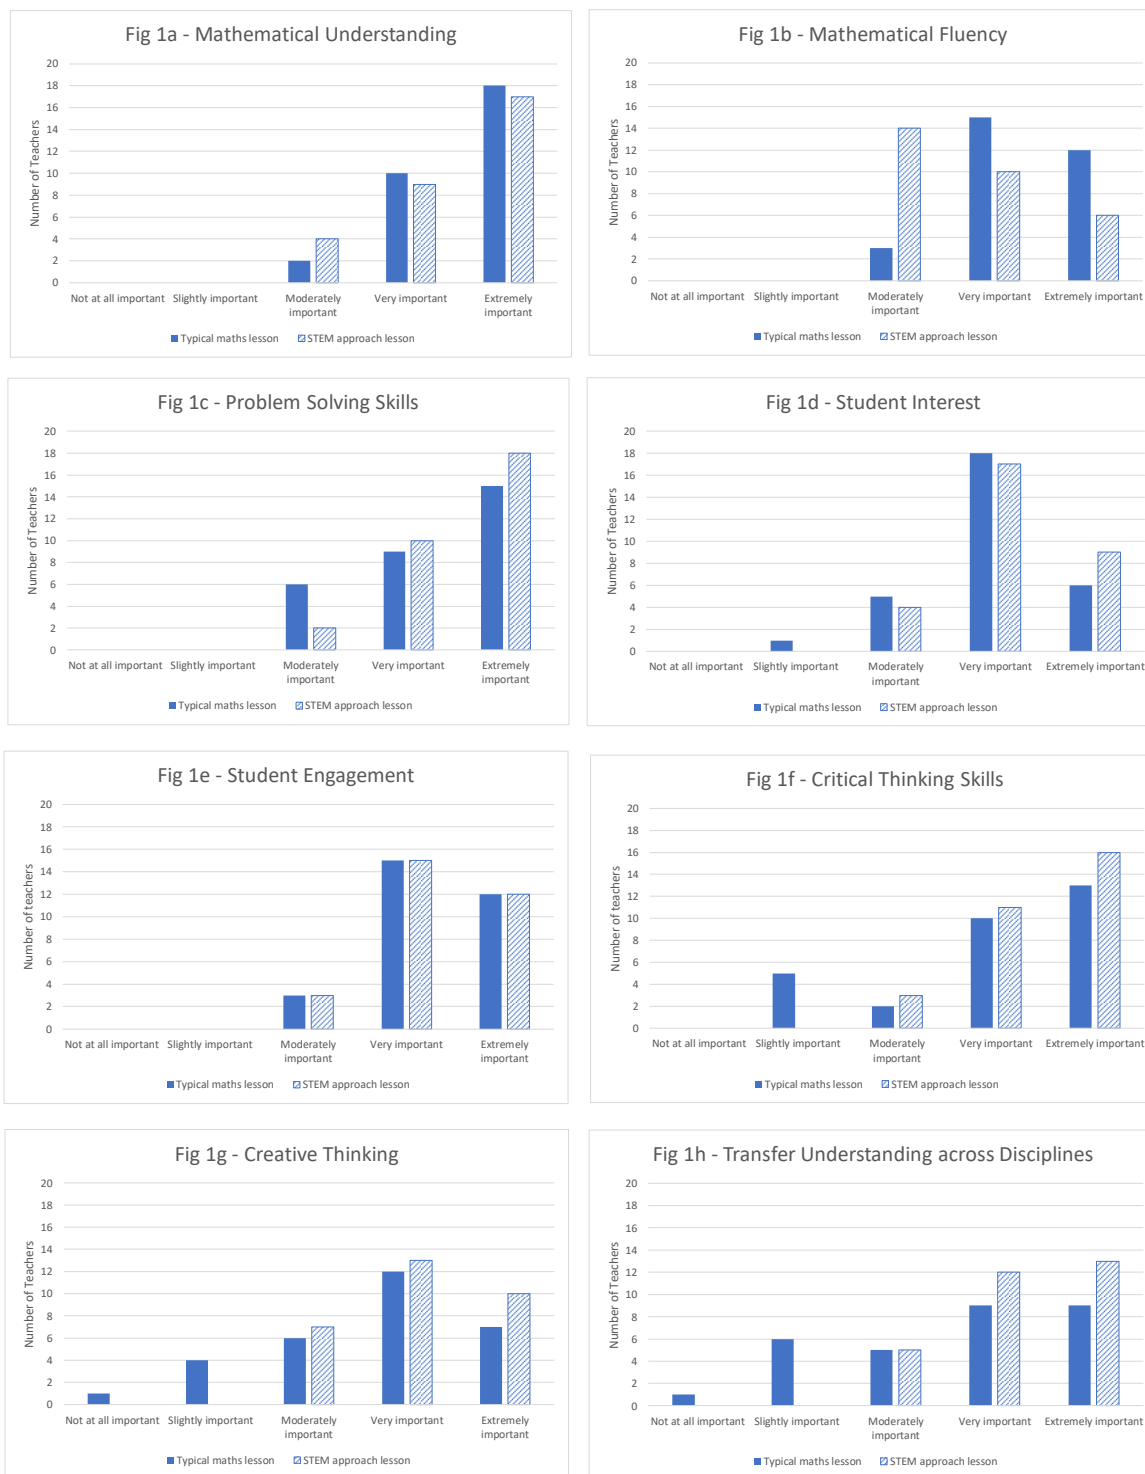 Fig 1a - Mathematical Understanding
Number of Teachers
20
18
16
14
12
10
8
6
4
2
0
Not at all important Slightly important Moderately important Very important Extremely important
Typical maths lesson STEM approach lesson
Fig 1b - Mathematical Fluency
Number of Teachers
20
18
16
14
12
10
8
6
4
2
0
Not at all important Slightly important Moderately important Very important Extremely important
Typical maths lesson STEM approach lesson
Fig 1c - Problem Solving Skills
Number of Teachers
20
18
16
14
12
10
8
6
4
2
0
Not at all important Slightly important Moderately important Very important Extremely important
Typical maths lesson STEM approach lesson
Fig 1d - Student Interest
Number of Teachers
20
18
16
14
12
10
8
6
4
2
0
Not at all important Slightly important Moderately important Very important Extremely important
Typical maths lesson STEM approach lesson
Fig 1e - Student Engagement
Number of teachers
20
18
16
14
12
10
8
6
4
2
0
Not at all important Slightly important Moderately important Very important Extremely important
Typical maths lesson STEM approach lesson
Fig 1f - Critical Thinking Skills
Number of teachers
20
18
16
14
12
10
8
6
4
2
0
Not at all important Slightly important Moderately important Very important Extremely important
Typical maths lesson STEM approach lesson
Fig 1g - Creative Thinking
Number of Teachers
20
18
16
14
12
10
8
6
4
2
0
Not at all important Slightly important Moderately important Very important Extremely important
Typical maths lesson STEM approach lesson
Fig 1h - Transfer Understanding across Disciplines
Number of Teachers
20
18
16
14
12
10
8
6
4
2
0
Not at all important Slightly important Moderately important Very important Extremely important
Typical maths lesson STEM approach lesson